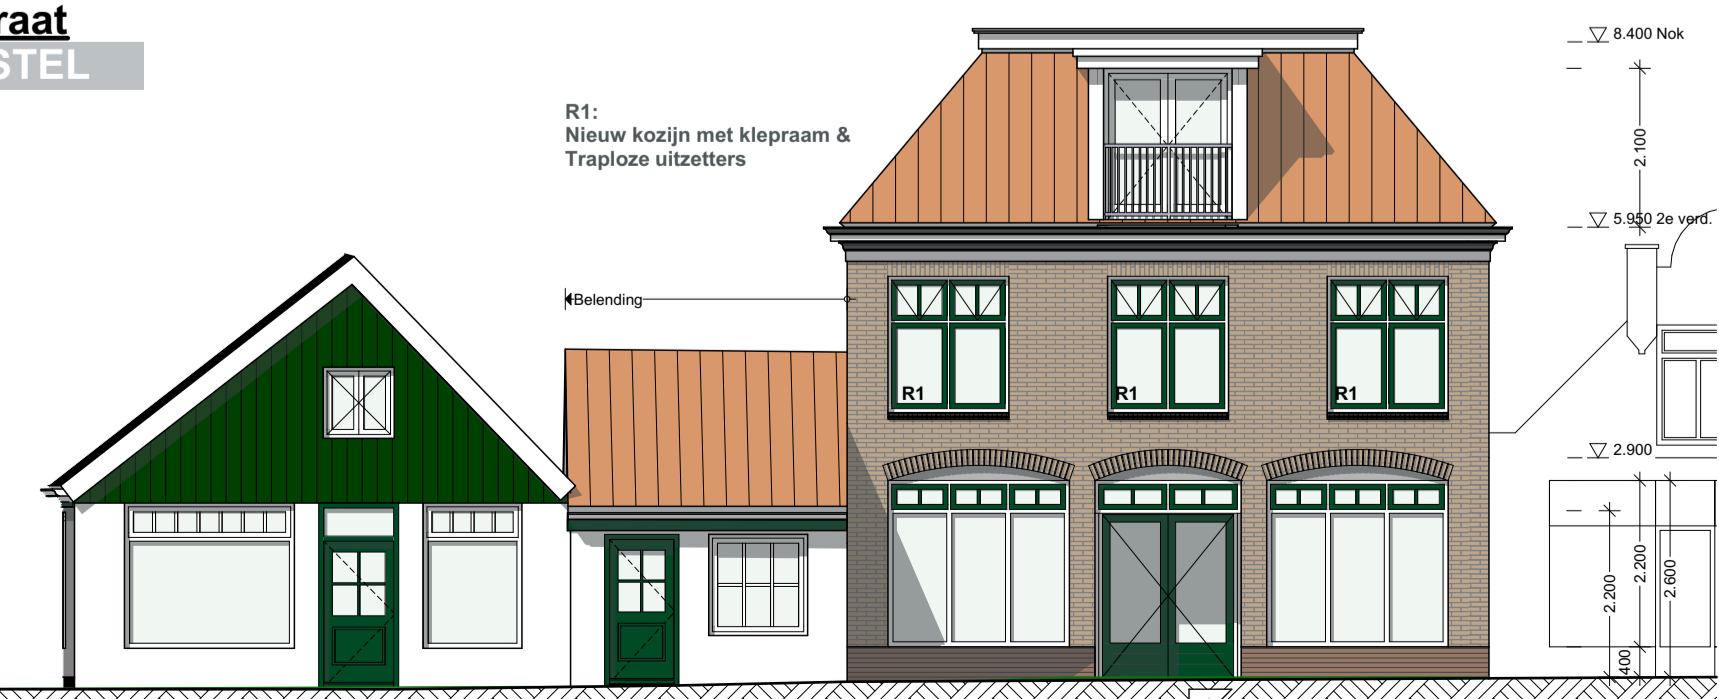 raat
STEL
R1:
Nieuw kozijn met klepraam &
Traploze uitzetters
8.400 Nok
2.100
5.950 2e verd.
Belending
R1
R1
R1
2.900
2.200
2.200
2.600
400